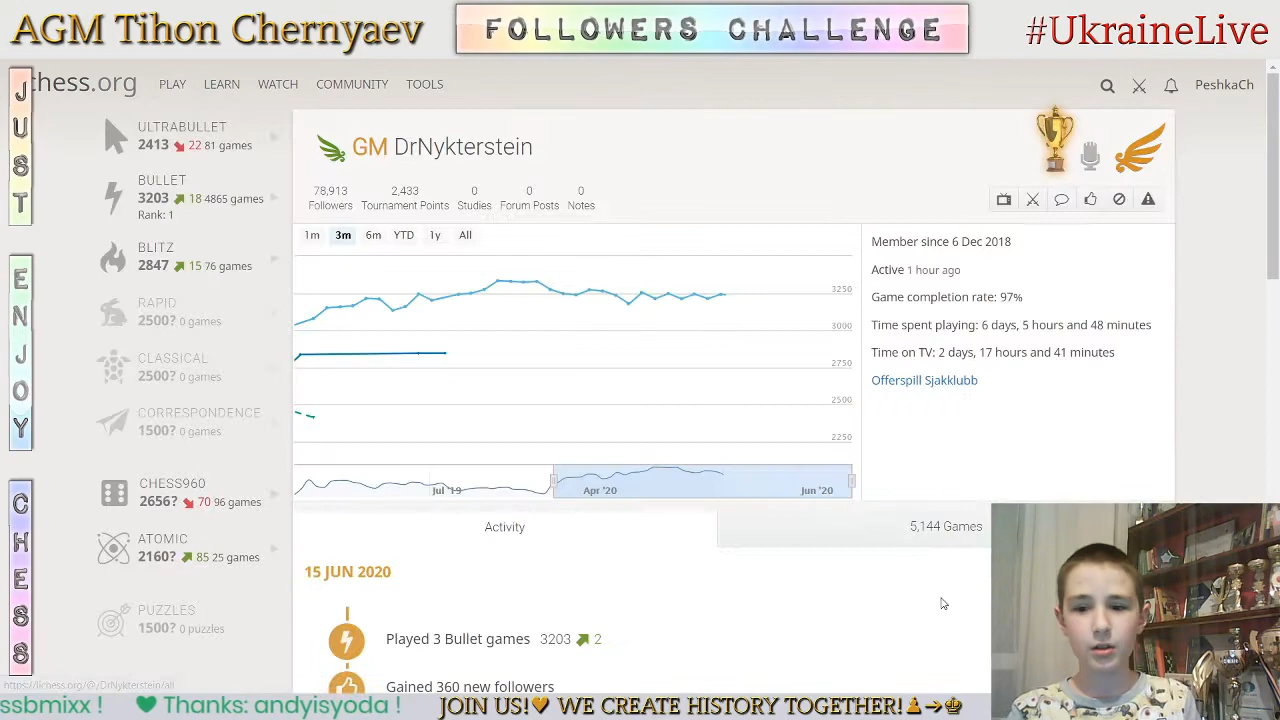 AGM Tihon Chernyaev
FOLLOWERS CHALLENGE
#UkraineLive
JUST
ENJOY
CHESS
chess.org
PLAY LEARN WATCH COMMUNITY TOOLS
PeshkaCh
ULTRABULLET
2413 22 81 games
BULLET
3203 18 4865 games
Rank: 1
BLITZ
2847 15 76 games
RAPID
2500? 0 games
CLASSICAL
2500? 0 games
CORRESPONDENCE
1500? 0 games
CHESS960
2656? 70 96 games
ATOMIC
2160? 85 25 games
PUZZLES
1500? 0 puzzles
GM DrNykterstein
78,913 2,433 0 0 0
Followers Tournament Points Studies Forum Posts Notes
1m 3m 6m YTD 1y All
3250
3000
2750
2500
2250
Jul '19 Apr '20 Jun '20
Member since 6 Dec 2018
Active 1 hour ago
Game completion rate: 97%
Time spent playing: 6 days, 5 hours and 48 minutes
Time on TV: 2 days, 17 hours and 41 minutes
Offerspill Sjakklubb
Activity 5,144 Games
15 JUN 2020
Played 3 Bullet games 3203 2
Gained 360 new followers
https://lichess.org/@/DrNykterstein/all
ssbmixx ! Thanks: andyisyoda !
JOIN US! WE CREATE HISTORY TOGETHER!